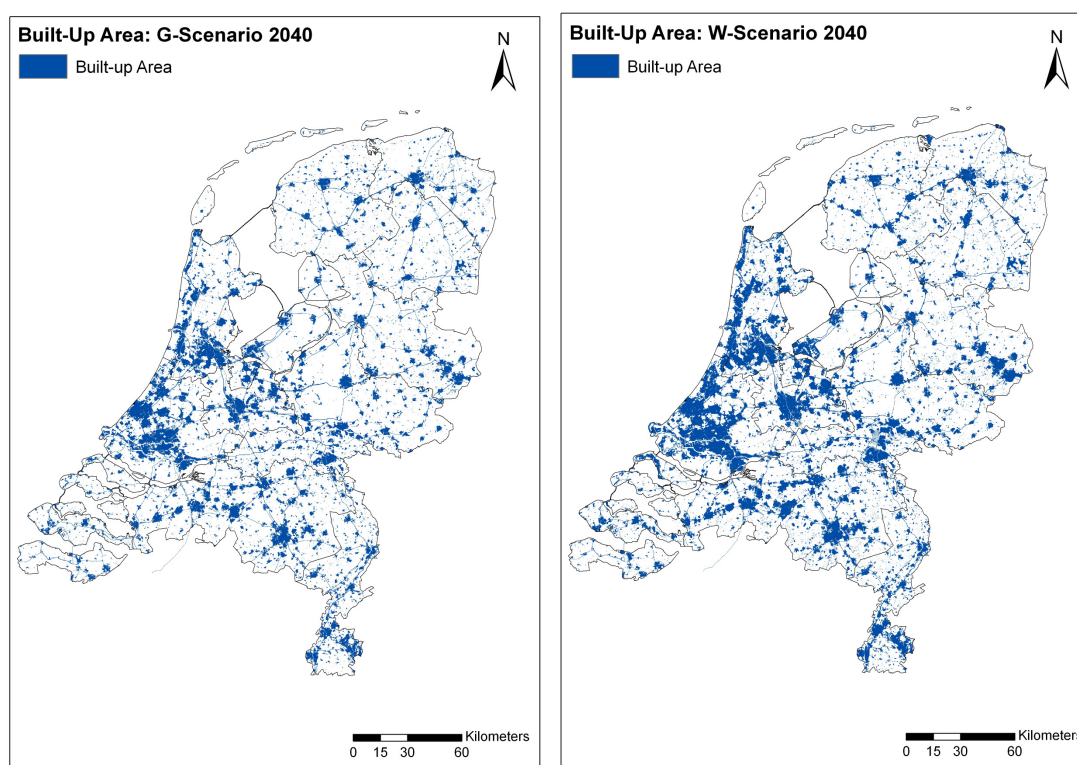 Built-Up Area: G-Scenario 2040
Built-up Area
N
Kilometers
0 15 30 60
Built-Up Area: W-Scenario 2040
Built-up Area
N
Kilometers
0 15 30 60